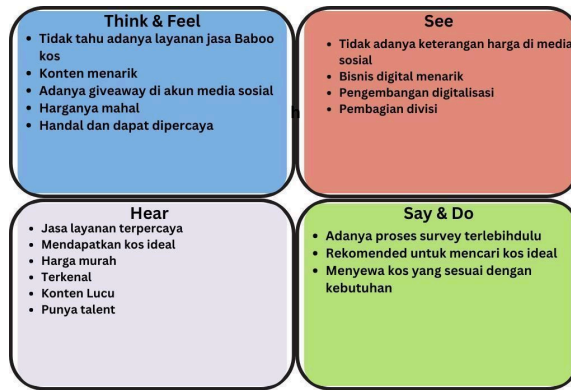 Think & Feel
• Tidak tahu adanya layanan jasa Baboo
kos
• Konten menarik
• Adanya giveaway di akun media sosial
• Harganya mahal
• Handal dan dapat dipercaya
See
• Tidak adanya keterangan harga di media
sosial
• Bisnis digital menarik
• Pengembangan digitalisasi
• Pembagian divisi
h
Hear
• Jasa layanan terpercaya
• Mendapatkan kos ideal
• Harga murah
• Terkenal
• Konten Lucu
• Punya talent
Say & Do
• Adanya proses survey terlebihdulu
• Rekomended untuk mencari kos ideal
• Menyewa kos yang sesuai dengan
kebutuhan